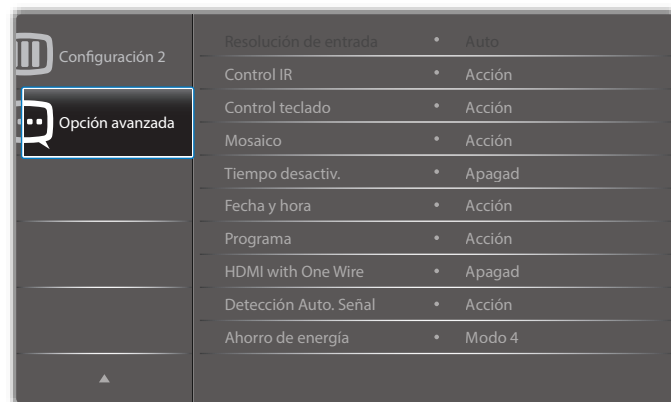 Configuración 2
Opción avanzada
Resolución de entrada • Auto
Control IR • Acción
Control teclado • Acción
Mosaico • Acción
Tiempo desactiv. • Apagad
Fecha y hora • Acción
Programa • Acción
HDMI with One Wire • Apagad
Detección Auto. Señal • Acción
Ahorro de energía • Modo 4